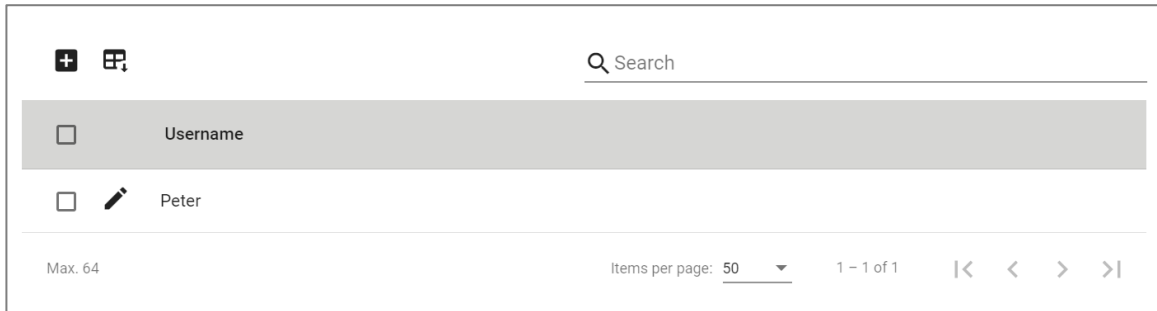 Search
Username
Peter
Max. 64 Items per page: 50 1 – 1 of 1